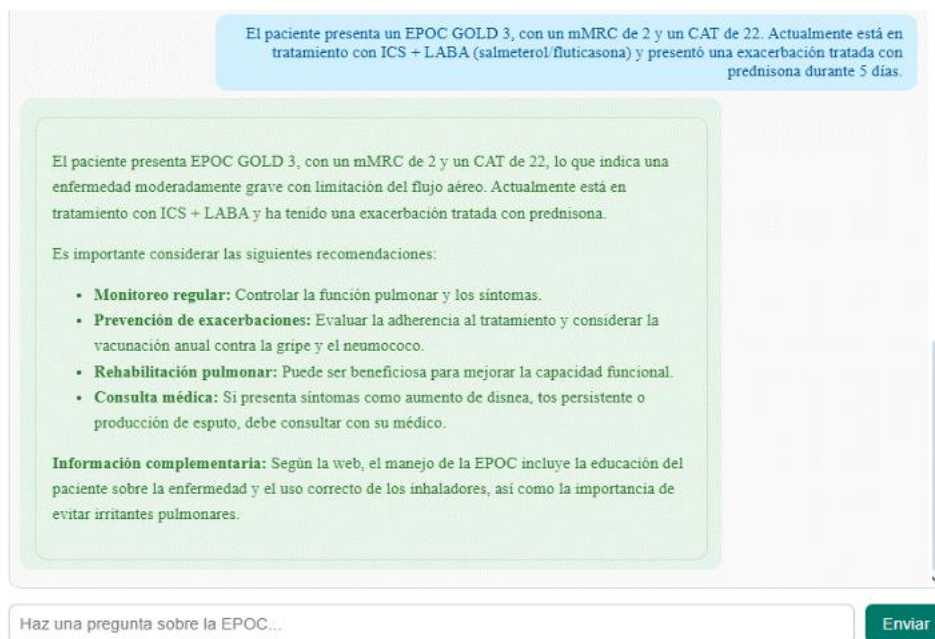 El paciente presenta un EPOC GOLD 3, con un mMRC de 2 y un CAT de 22. Actualmente está en
tratamiento con ICS + LABA (salmeterol/fluticasona) y presentó una exacerbación tratada con
prednisona durante 5 días.
El paciente presenta EPOC GOLD 3, con un mMRC de 2 y un CAT de 22, lo que indica una
enfermedad moderadamente grave con limitación del flujo aéreo. Actualmente está en
tratamiento con ICS + LABA y ha tenido una exacerbación tratada con prednisona.
Es importante considerar las siguientes recomendaciones:
• Monitoreo regular: Controlar la función pulmonar y los síntomas.
• Prevención de exacerbaciones: Evaluar la adherencia al tratamiento y considerar la
vacunación anual contra la gripe y el neumococo.
• Rehabilitación pulmonar: Puede ser beneficiosa para mejorar la capacidad funcional.
• Consulta médica: Si presenta síntomas como aumento de disnea, tos persistente o
producción de esputo, debe consultar con su médico.
Información complementaria: Según la web, el manejo de la EPOC incluye la educación del
paciente sobre la enfermedad y el uso correcto de los inhaladores, así como la importancia de
evitar irritantes pulmonares.
Haz una pregunta sobre la EPOC...
Enviar